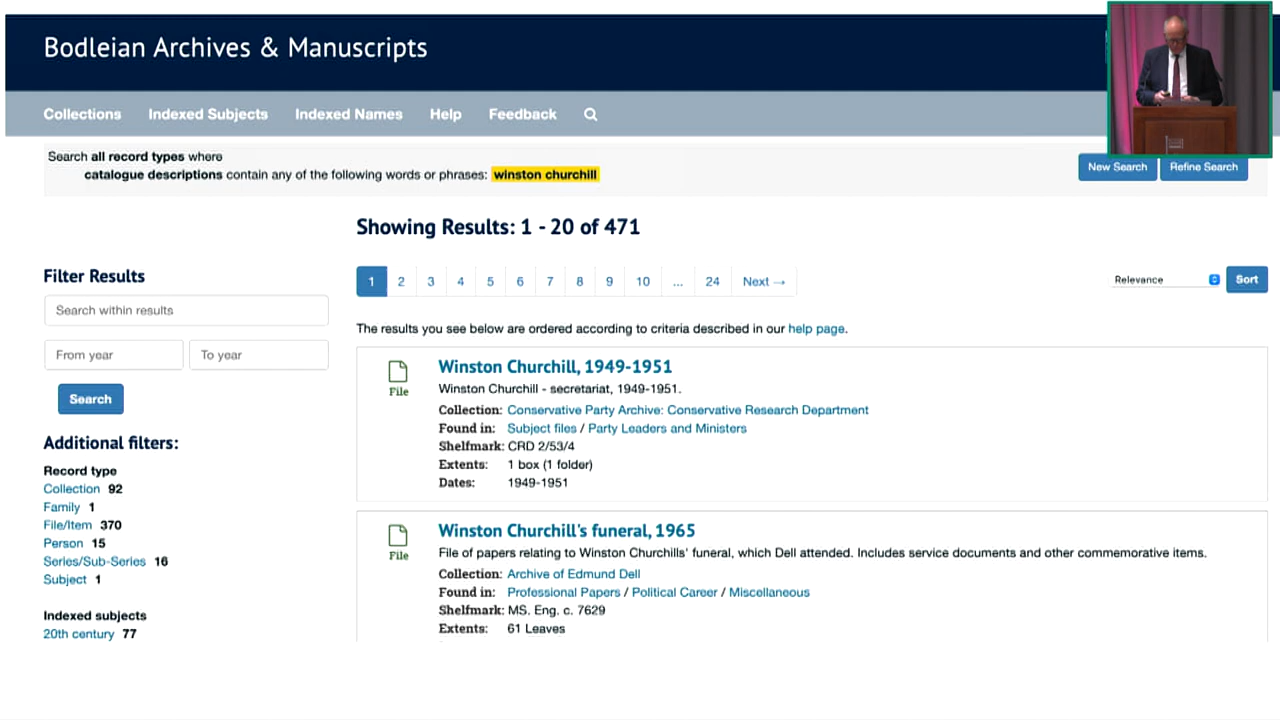 Bodleian Archives & Manuscripts
Collections Indexed Subjects Indexed Names Help Feedback
Search all record types where
catalogue descriptions contain any of the following words or phrases: winston churchill
New Search Refine Search
Showing Results: 1 - 20 of 471
Filter Results
Search within results
From year To year
Search
Additional filters:
Record type
Collection 92
Family 1
File/Item 370
Person 15
Series/Sub-Series 16
Subject 1
Indexed subjects
20th century 77
1 2 3 4 5 6 7 8 9 10 ... 24 Next →
Relevance Sort
The results you see below are ordered according to criteria described in our help page.
File
Winston Churchill, 1949-1951
Winston Churchill - secretariat, 1949-1951.
Collection: Conservative Party Archive: Conservative Research Department
Found in: Subject files / Party Leaders and Ministers
Shelfmark: CRD 2/53/4
Extents: 1 box (1 folder)
Dates: 1949-1951
File
Winston Churchill's funeral, 1965
File of papers relating to Winston Churchills' funeral, which Dell attended. Includes service documents and other commemorative items.
Collection: Archive of Edmund Dell
Found in: Professional Papers / Political Career / Miscellaneous
Shelfmark: MS. Eng. c. 7629
Extents: 61 Leaves